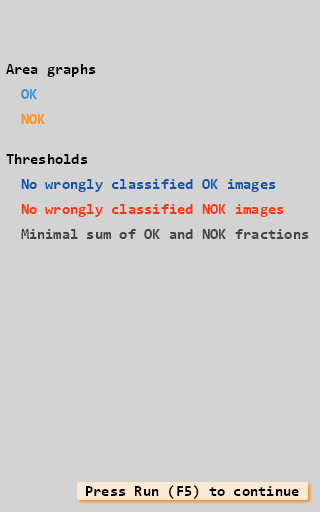 Area graphs
OK
NOK
Thresholds
No wrongly classified OK images
No wrongly classified NOK images
Minimal sum of OK and NOK fractions
Press Run (F5) to continue